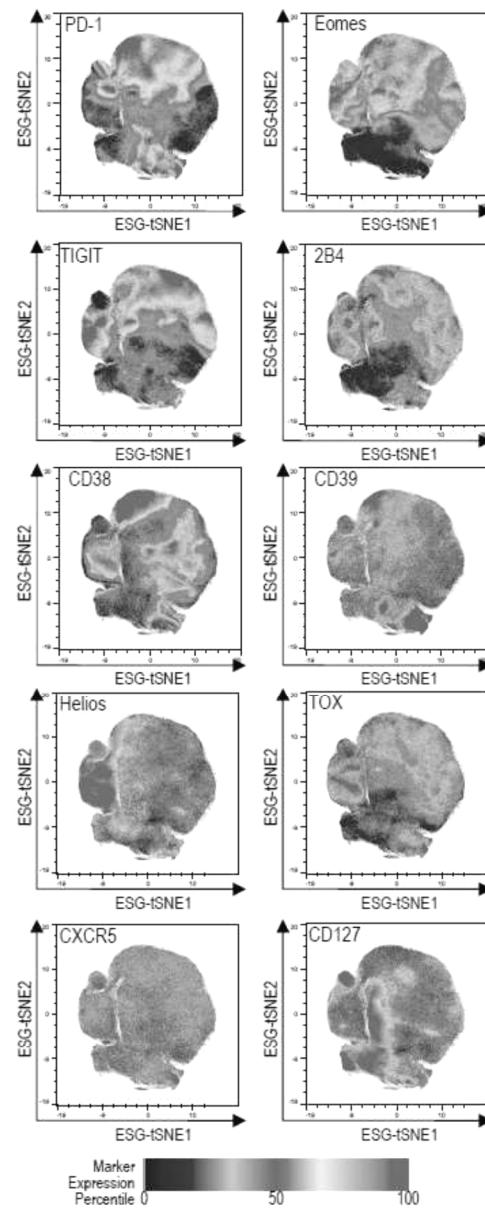 PD-1
Eomes
ESG-tSNE2
ESG-tSNE2
ESG-tSNE1
ESG-tSNE1
TIGIT
2B4
ESG-tSNE2
ESG-tSNE2
ESG-tSNE1
ESG-tSNE1
CD38
CD39
ESG-tSNE2
ESG-tSNE2
ESG-tSNE1
ESG-tSNE1
Helios
TOX
ESG-tSNE2
ESG-tSNE2
ESG-tSNE1
ESG-tSNE1
CXCR5
CD127
ESG-tSNE2
ESG-tSNE2
ESG-tSNE1
ESG-tSNE1
Marker
Expression
Percentile 0 50 100